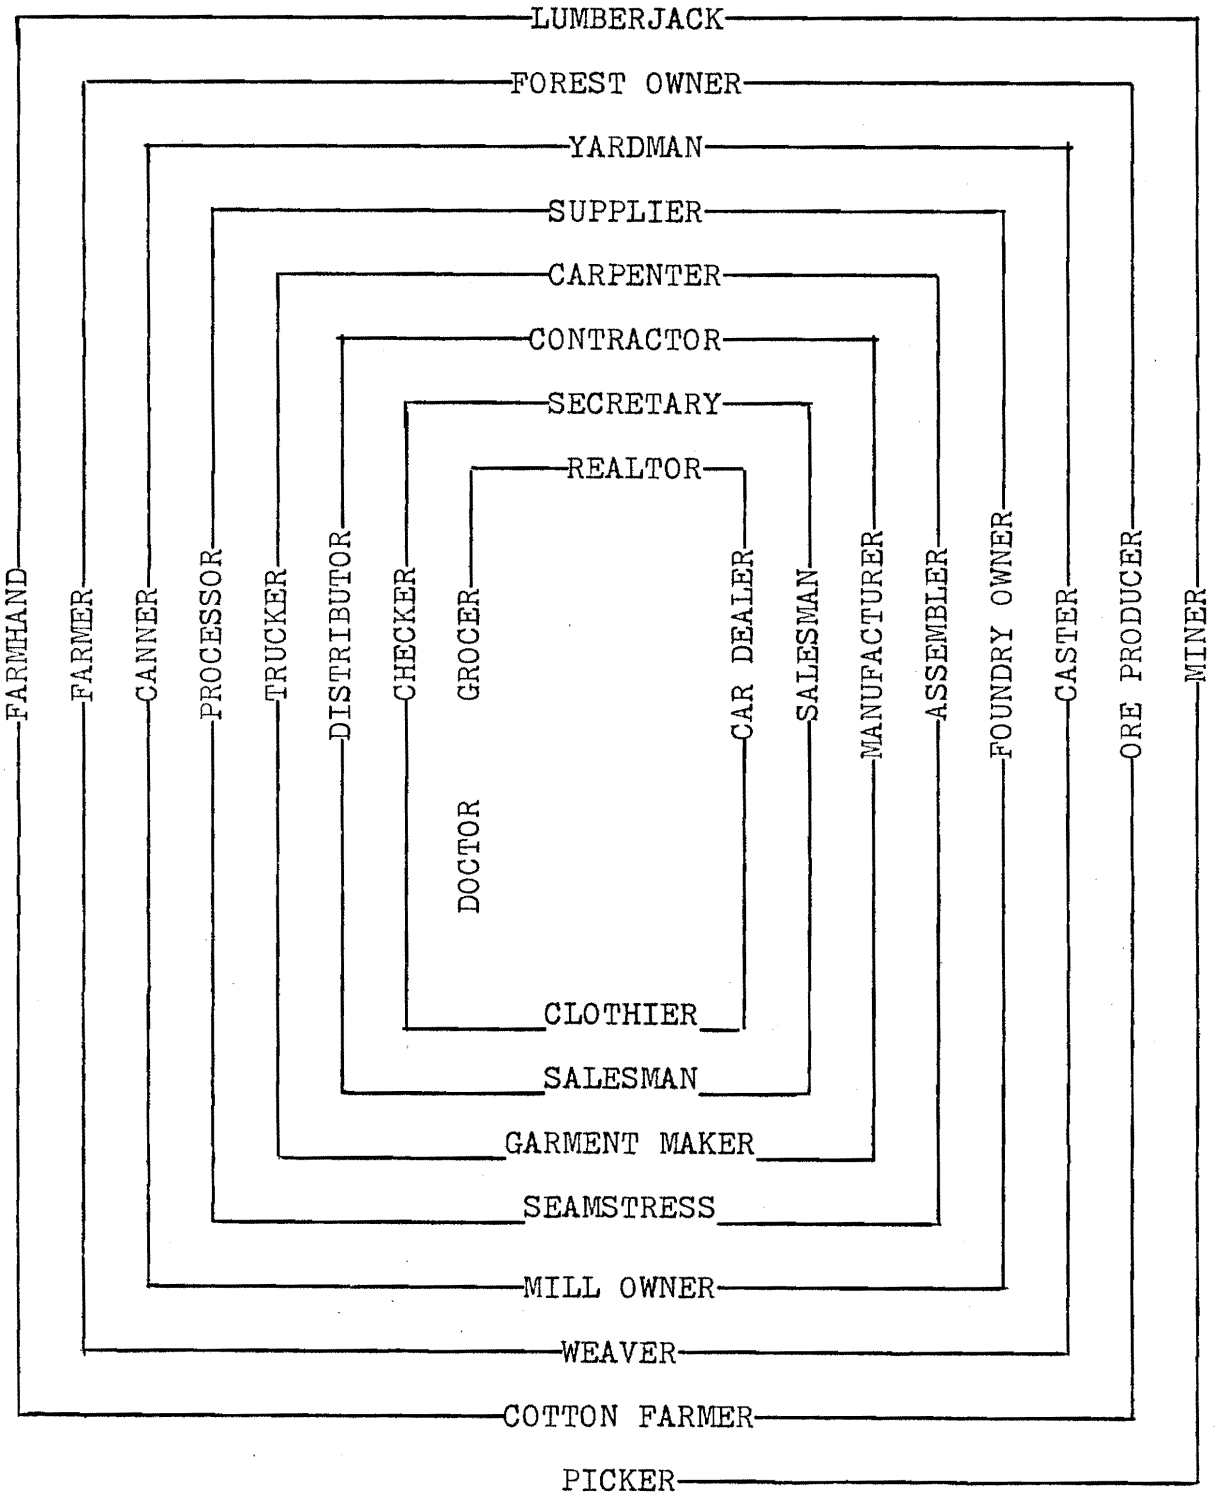 LUMBERJACK
FOREST OWNER
YARDMAN
SUPPLIER
CARPENTER
CONTRACTOR
SECRETARY
REALTOR
FARMHAND
FARMER
CANNER
PROCESSOR
TRUCKER
DISTRIBUTOR
CHECKER
GROCER
CAR DEALER
SALESMAN
MANUFACTURER
ASSEMBLER
FOUNDRY OWNER
CASTER
ORE PRODUCER
MINER
DOCTOR
CLOTHIER
SALESMAN
GARMENT MAKER
SEAMSTRESS
MILL OWNER
WEAVER
COTTON FARMER
PICKER